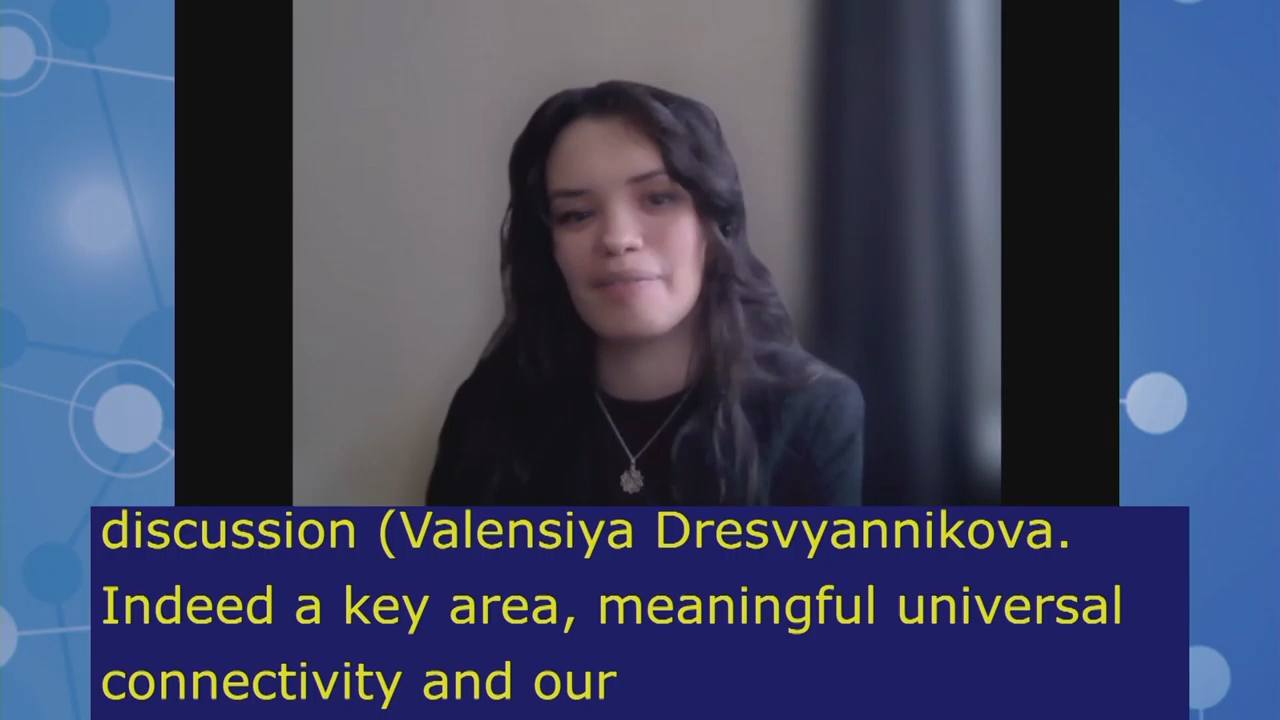 discussion (Valensiya Dresvyannikova.
Indeed a key area, meaningful universal
connectivity and our